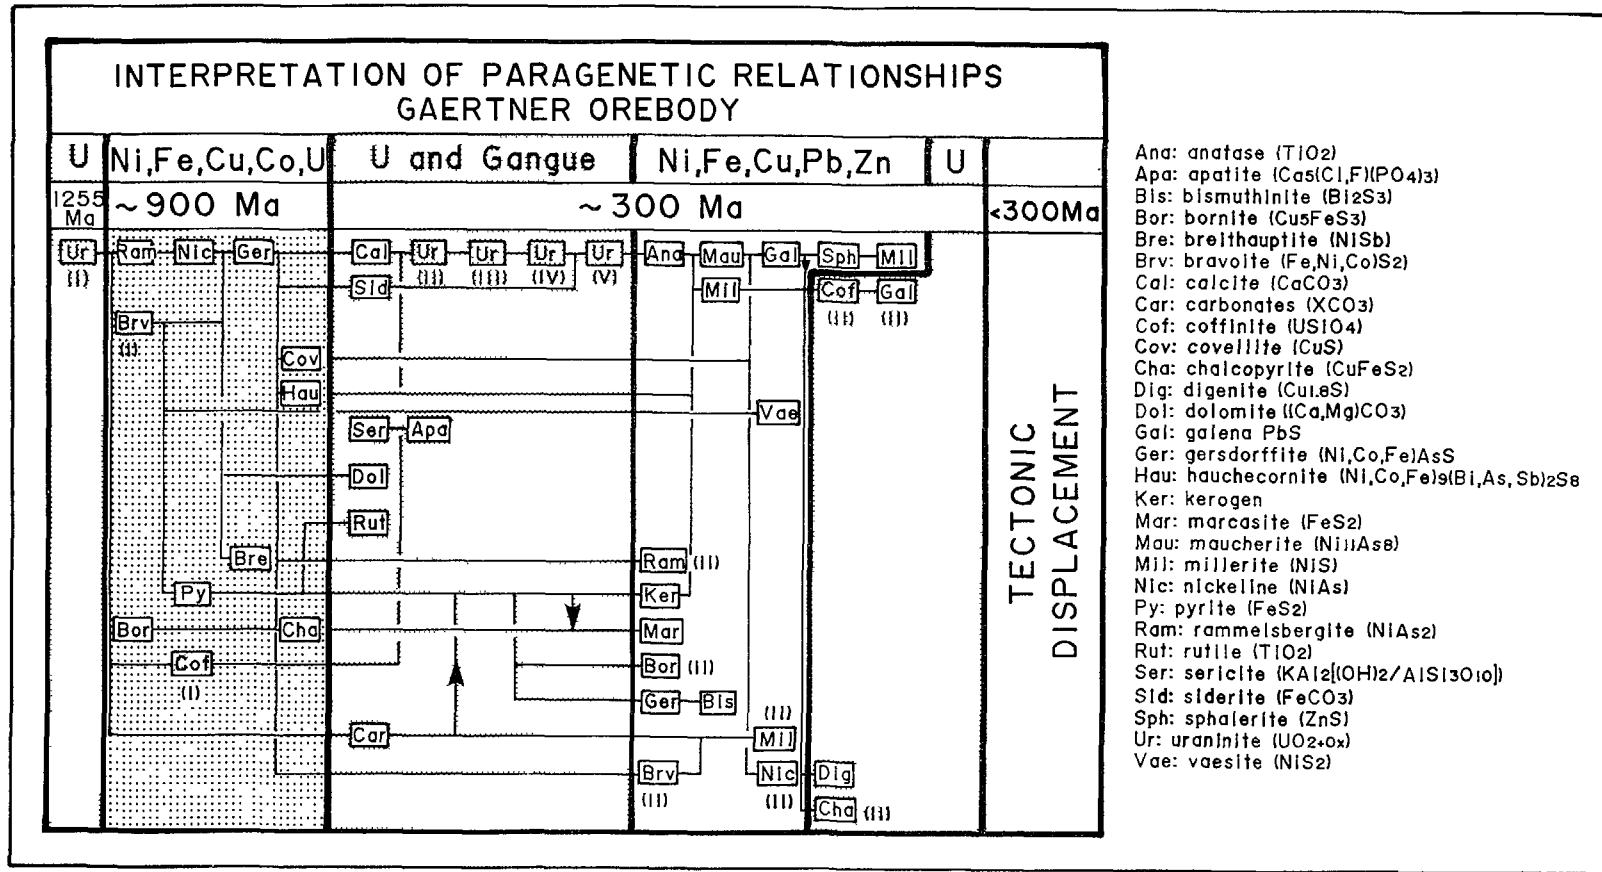 INTERPRETATION OF PARAGENETIC RELATIONSHIPS
GAERTNER OREBODY
U Ni,Fe,Cu,Co,U U and Gangue Ni,Fe,Cu,Pb,Zn U
1255 Ma ~900 Ma ~300 Ma <300Ma
Ur Ram Nic Ger Cal Ur Ur Ur Ur Ana Mau Gal Sph Mil
(I) (II) (III) (IV) (V)
Sid Mil Cof Gal
(II) (II)
Brv
(I)
Cov
Hau
Vae
Ser Apa
Dol
Rut
Bre Ram (II)
Py Ker
Bor Cha Mar
Cof Bor (II)
(I)
Ger Bis
(II)
Car Mil
Brv Nic Dig
(II) (II)
Cha (II)
TECTONIC
DISPLACEMENT
Ana: anatase (TiO2)
Apa: apatite (Ca5(Cl,F)(PO4)3)
Bis: bismuthinite (Bi2S3)
Bor: bornite (Cu5FeS3)
Bre: breithauptite (NiSb)
Brv: bravoite (Fe,Ni,Co)S2)
Cal: calcite (CaCO3)
Car: carbonates (XCO3)
Cof: coffinite (USiO4)
Cov: covellite (CuS)
Cha: chalcopyrite (CuFeS2)
Dig: digenite (Cu1.8S)
Dol: dolomite ((Ca,Mg)CO3)
Gal: galena PbS
Ger: gersdorffite (Ni,Co,Fe)AsS
Hau: hauchecornite (Ni,Co,Fe)9(Bi,As,Sb)2S8
Ker: kerogen
Mar: marcasite (FeS2)
Mau: maucherite (Ni11As8)
Mil: millerite (NiS)
Nic: nickeline (NiAs)
Py: pyrite (FeS2)
Ram: rammelsbergite (NiAs2)
Rut: rutile (TiO2)
Ser: sericite (KAl2[(OH)2/AlSi3O10])
Sid: siderite (FeCO3)
Sph: sphalerite (ZnS)
Ur: uraninite (UO2+ox)
Vae: vaesite (NiS2)